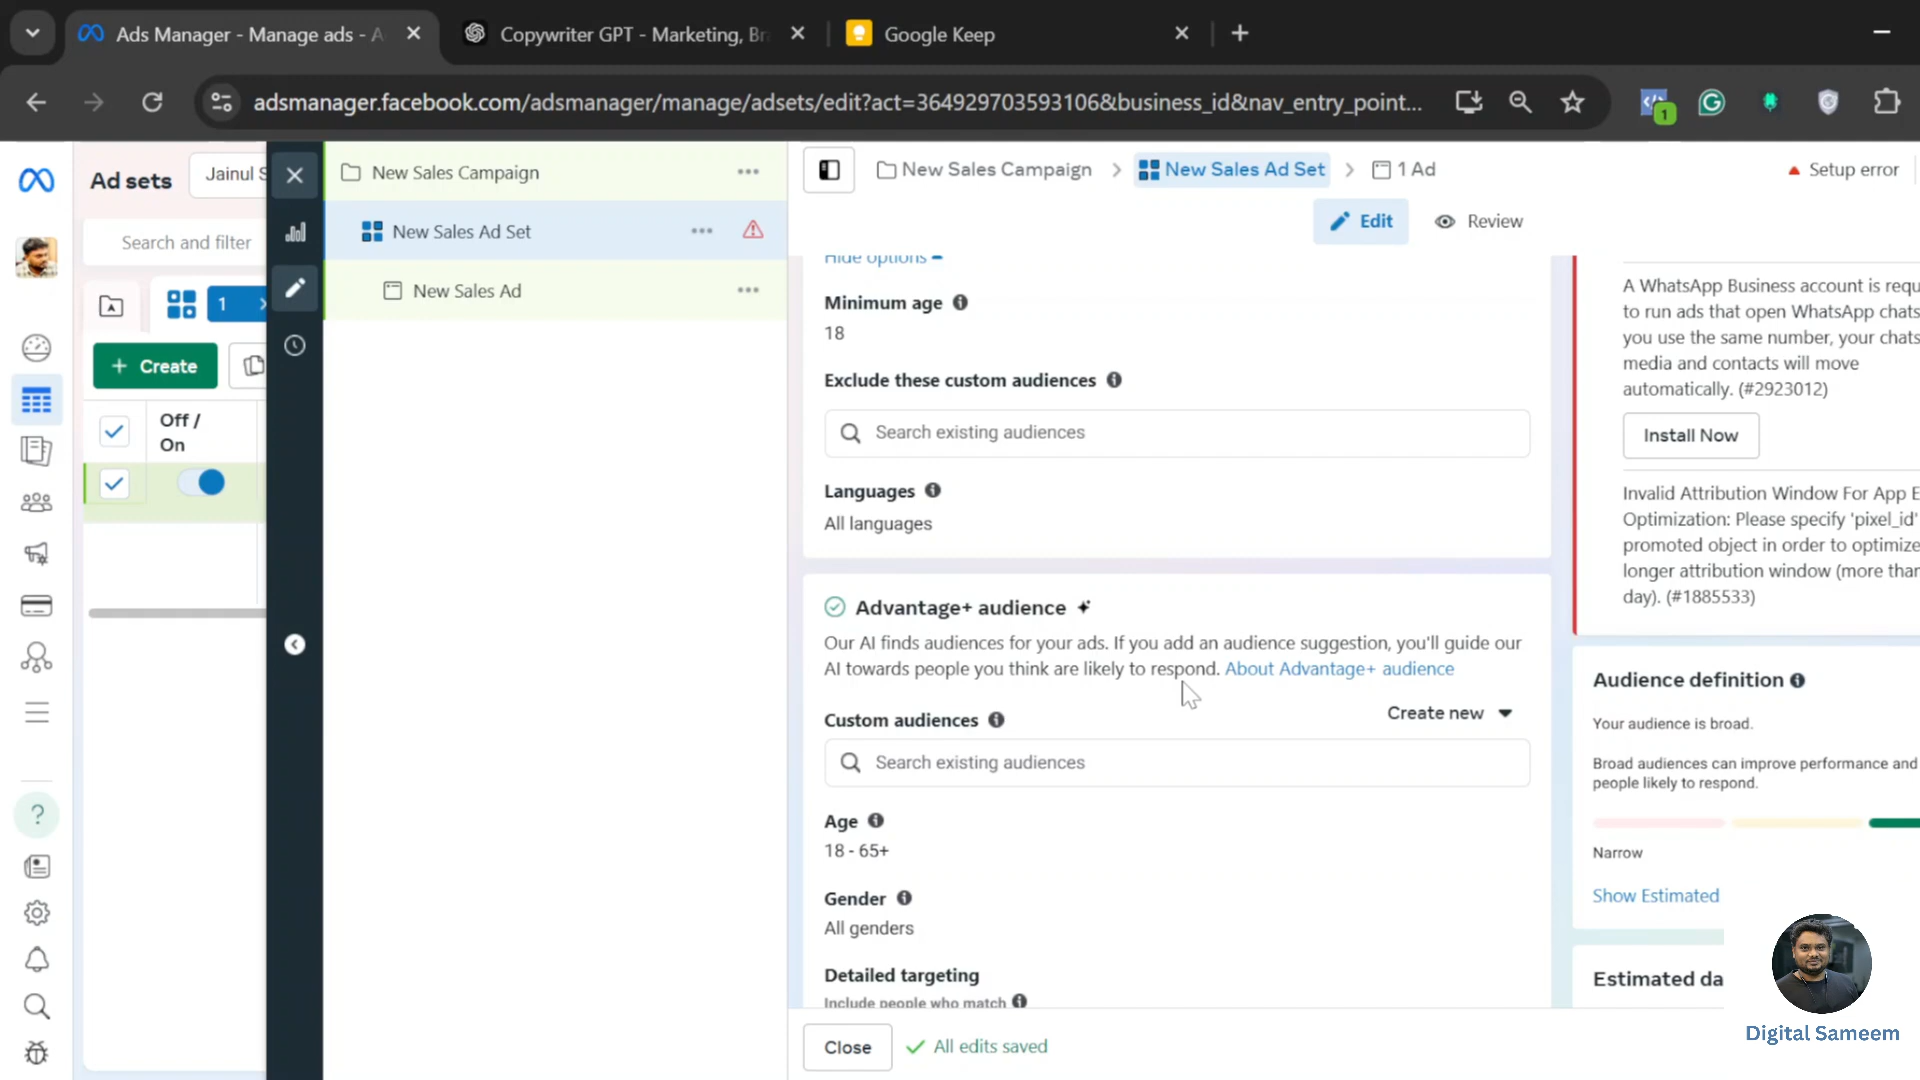 Ads Manager - Manage ads - A
Copywriter GPT - Marketing, Br
Google Keep
adsmanager.facebook.com/adsmanager/manage/adsets/edit?act=364929703593106&business_id&nav_entry_point...
1
Ad sets
Jainul S
Search and filter
1
+ Create
Off /
On
New Sales Campaign
New Sales Ad Set
New Sales Ad
New Sales Campaign
New Sales Ad Set
1 Ad
Setup error
Edit
Review
Hide options
Minimum age
18
Exclude these custom audiences
Search existing audiences
Languages
All languages
Advantage+ audience
Our AI finds audiences for your ads. If you add an audience suggestion, you'll guide our
AI towards people you think are likely to respond. About Advantage+ audience
Custom audiences
Create new
Search existing audiences
Age
18 - 65+
Gender
All genders
Detailed targeting
Include people who match
Close
All edits saved
A WhatsApp Business account is requ
to run ads that open WhatsApp chats
you use the same number, your chats
media and contacts will move
automatically. (#2923012)
Install Now
Invalid Attribution Window For App E
Optimization: Please specify 'pixel_id'
promoted object in order to optimize
longer attribution window (more than
day). (#1885533)
Audience definition
Your audience is broad.
Broad audiences can improve performance and
people likely to respond.
Narrow
Show Estimated
Estimated da
Digital Sameem